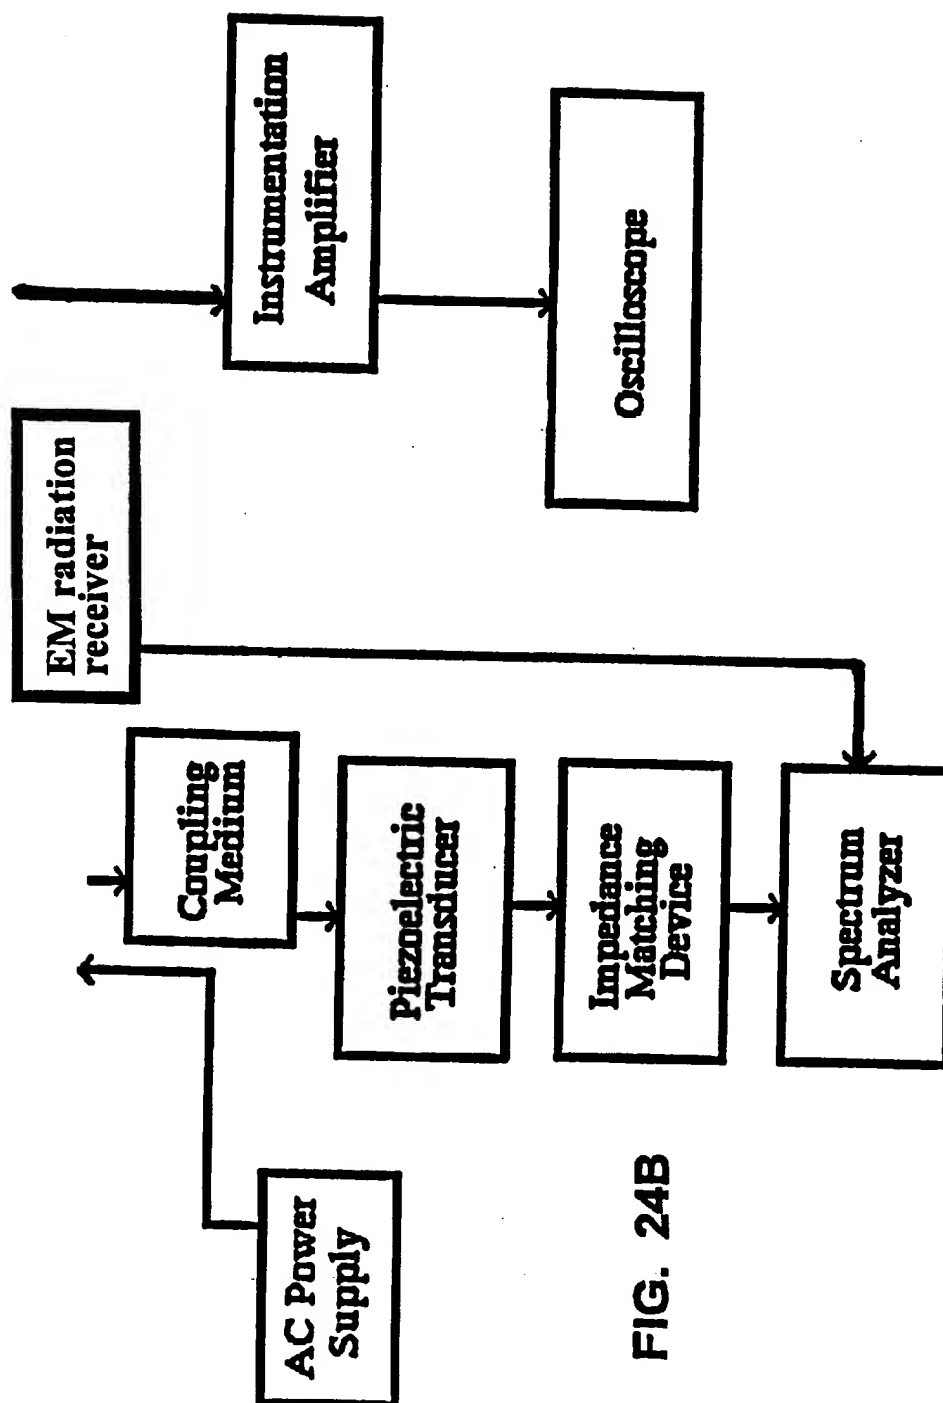 EM radiation
receiver
Coupling
Medium
AC Power
Supply
Instrumentation
Amplifier
Piezoelectric
Transducer
Impedance
Matching
Device
Oscilloscope
Spectrum
Analyzer
FIG. 24B